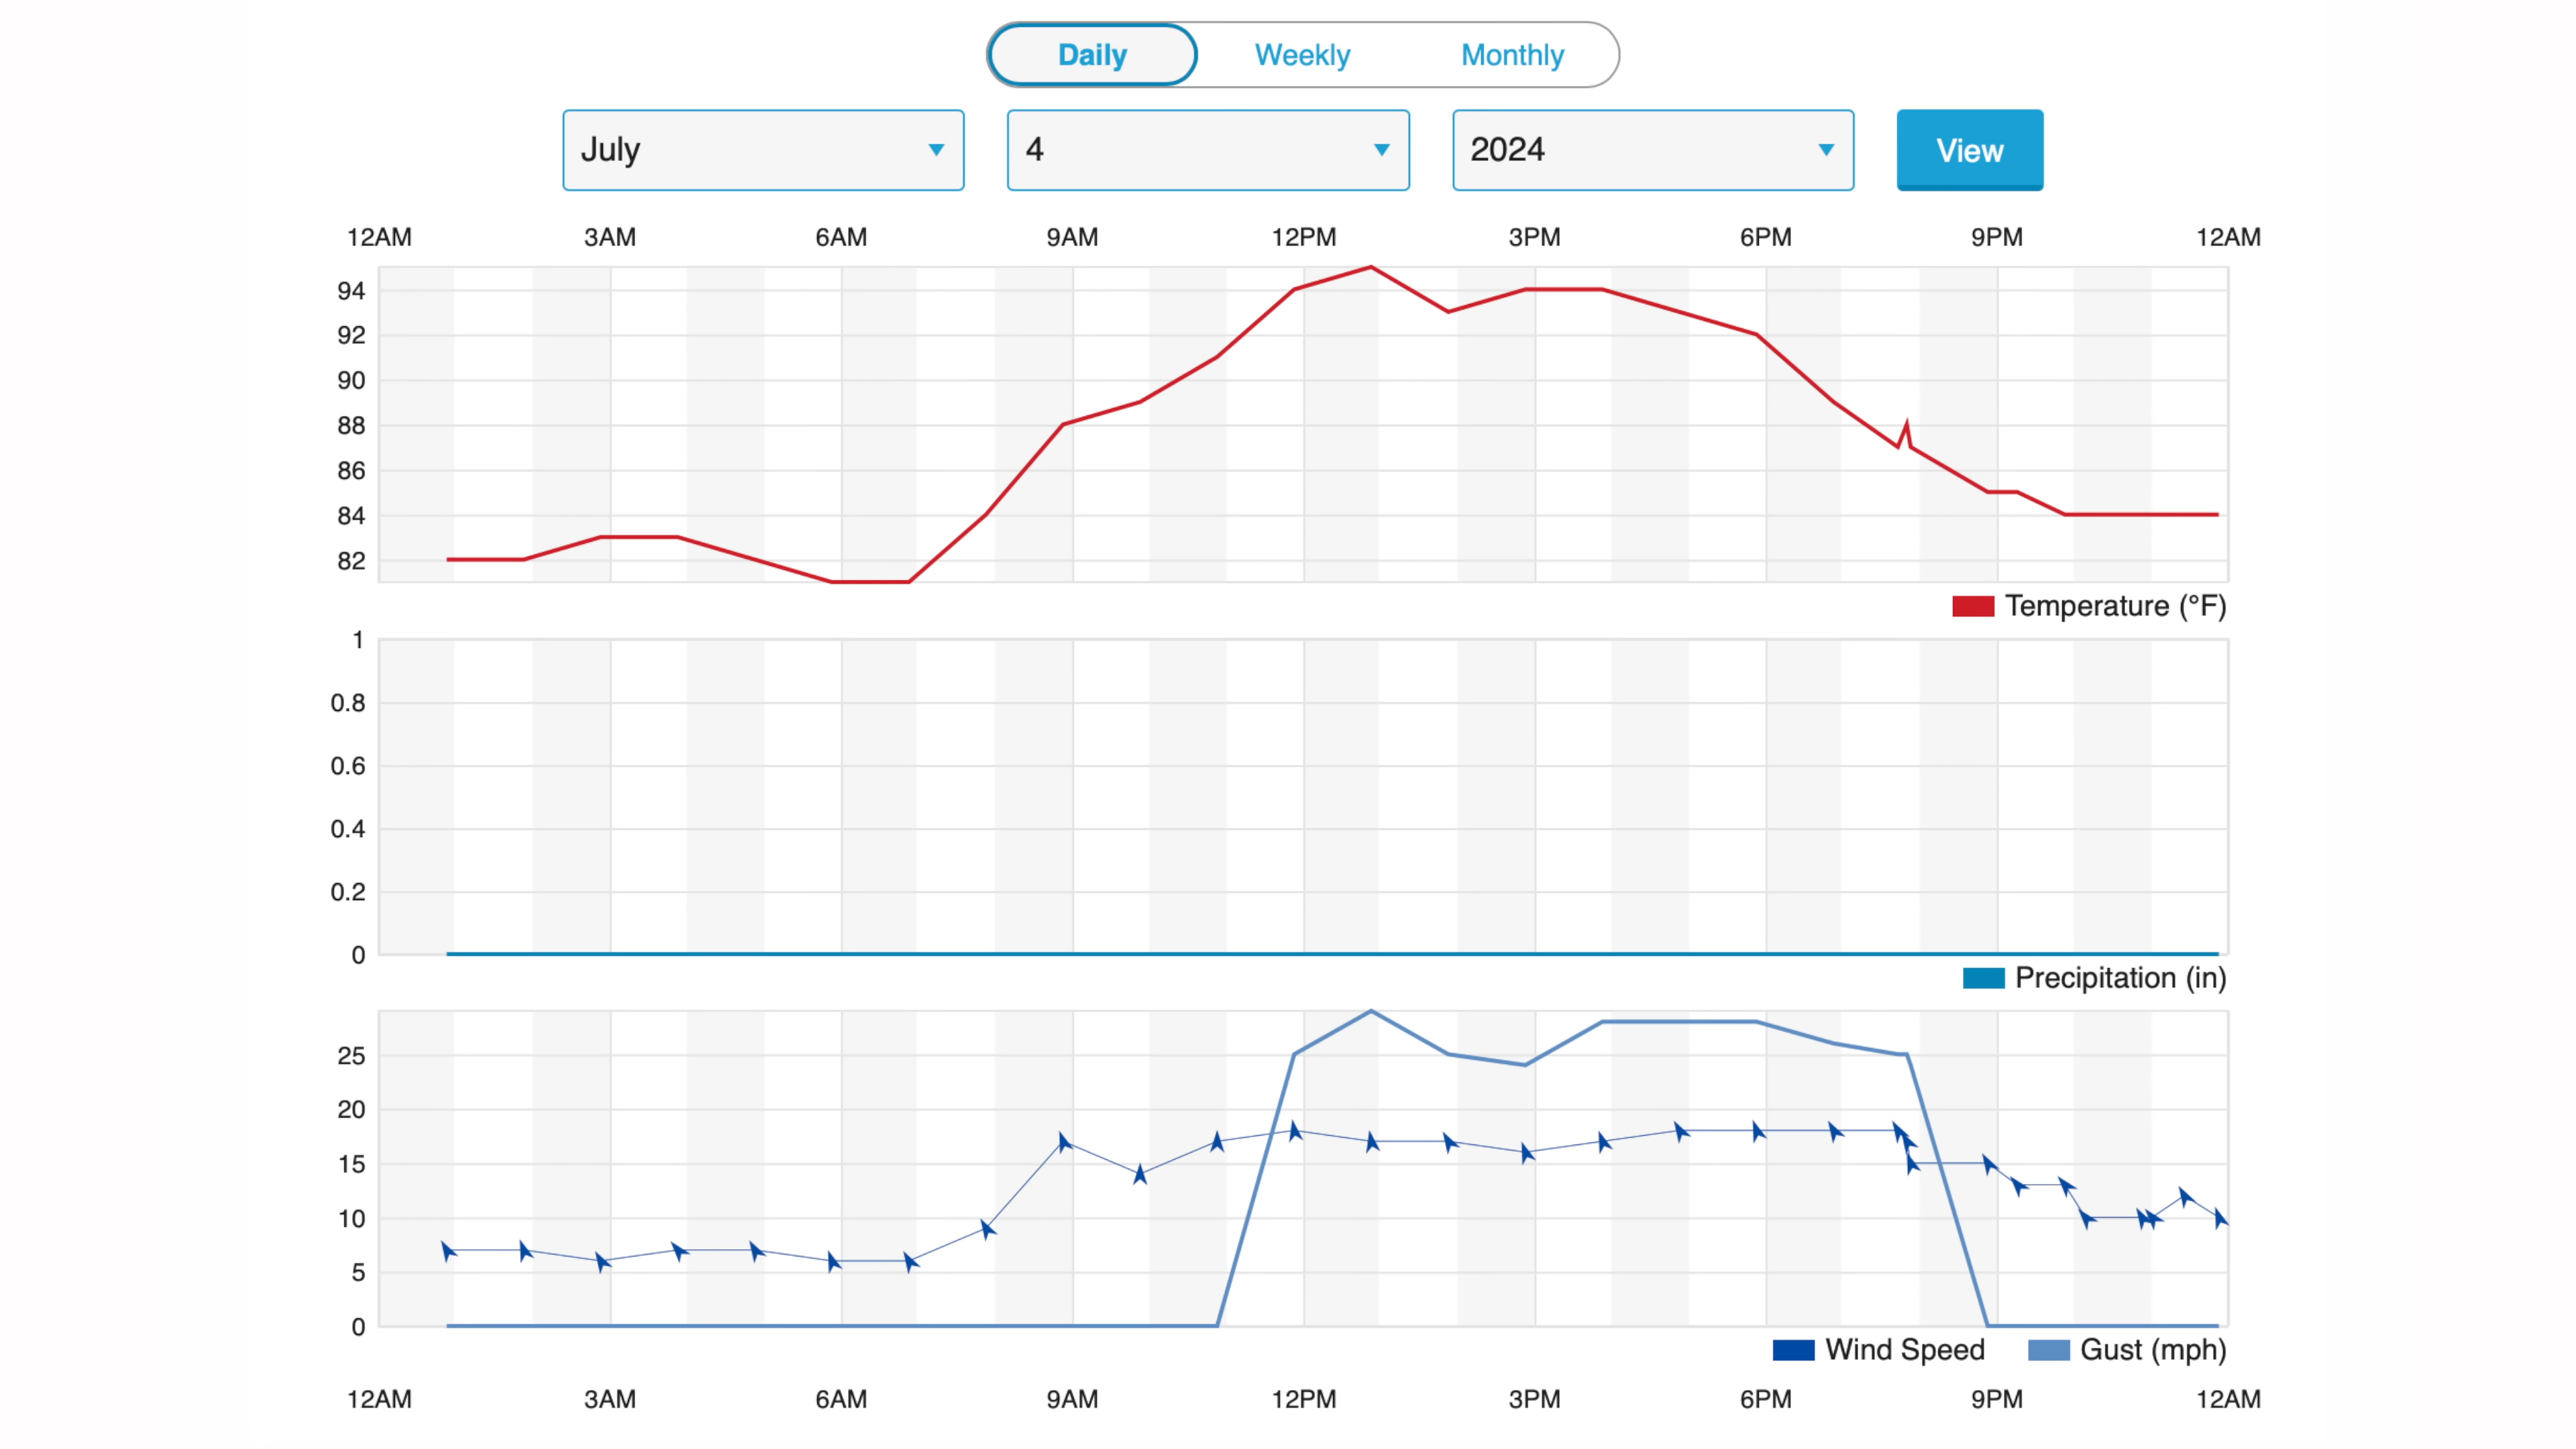 Daily Weekly Monthly
July 4 2024 View
12AM 3AM 6AM 9AM 12PM 3PM 6PM 9PM 12AM
94
92
90
88
86
84
82
Temperature (°F)
1
0.8
0.6
0.4
0.2
0
Precipitation (in)
25
20
15
10
5
0
Wind Speed Gust (mph)
12AM 3AM 6AM 9AM 12PM 3PM 6PM 9PM 12AM